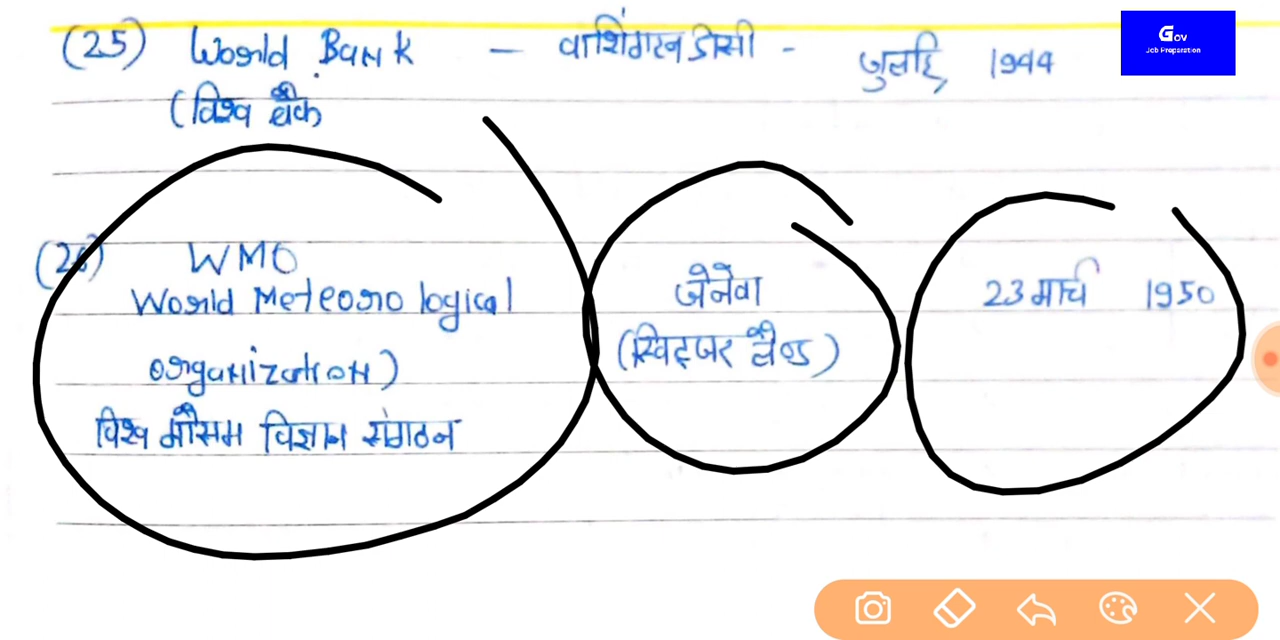 (25) World Bank - वाशिंगटन डीसी - जुलाई 1944
(विश्व बैंक
Gov
Job Preparation
(26) WMO
World Meteorological
organization)
विश्व मौसम विज्ञान संगठन
जेनेवा
(स्विट्जर लैण्ड)
23 मार्च 1950